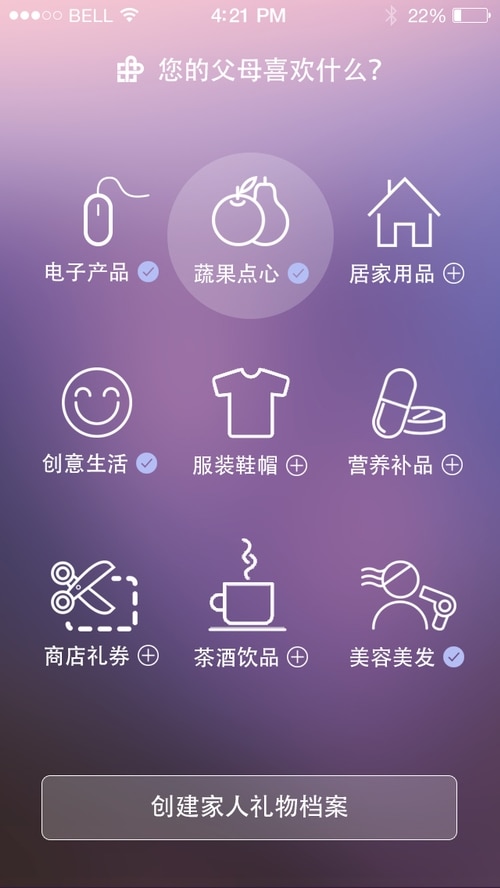 BELL 4:21 PM 22%
您的父母喜欢什么?
电子产品 蔬果点心 居家用品
创意生活 服装鞋帽 营养补品
商店礼券 茶酒饮品 美容美发
创建家人礼物档案